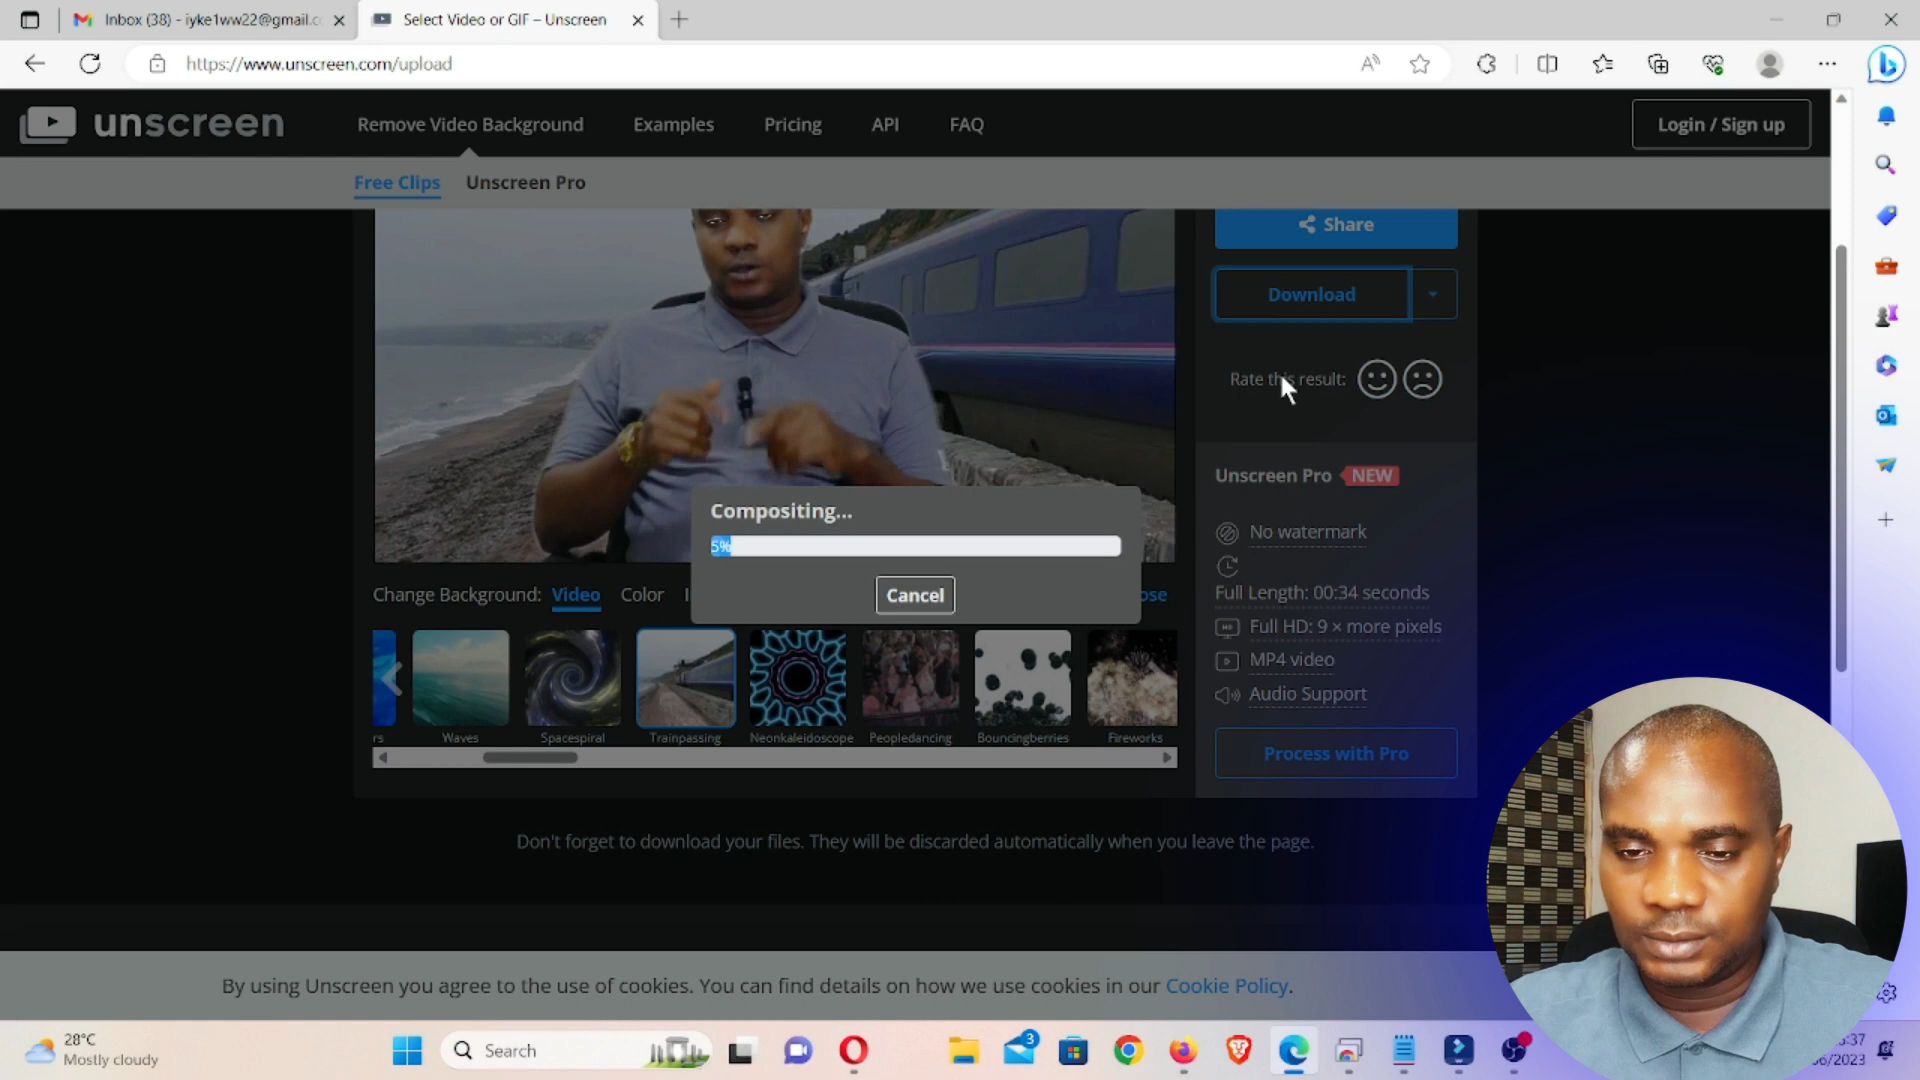 Inbox (38) - iyke1ww22@gmail.c
Select Video or GIF – Unscreen
https://www.unscreen.com/upload
unscreen
Remove Video Background
Examples
Pricing
API
FAQ
Login / Sign up
Free Clips
Unscreen Pro
Share
Download
Rate this result:
Unscreen Pro
NEW
Compositing...
5%
Cancel
No watermark
Full Length: 00:34 seconds
Full HD: 9 × more pixels
MP4 video
Audio Support
Process with Pro
Change Background:
Video
Color
I
ose
rs
Waves
Spacespiral
Trainpassing
Neonkaleidoscope
Peopledancing
Bouncingberries
Fireworks
Don't forget to download your files. They will be discarded automatically when you leave the page.
By using Unscreen you agree to the use of cookies. You can find details on how we use cookies in our Cookie Policy.
28°C
Mostly cloudy
Search
3
:37
/2023